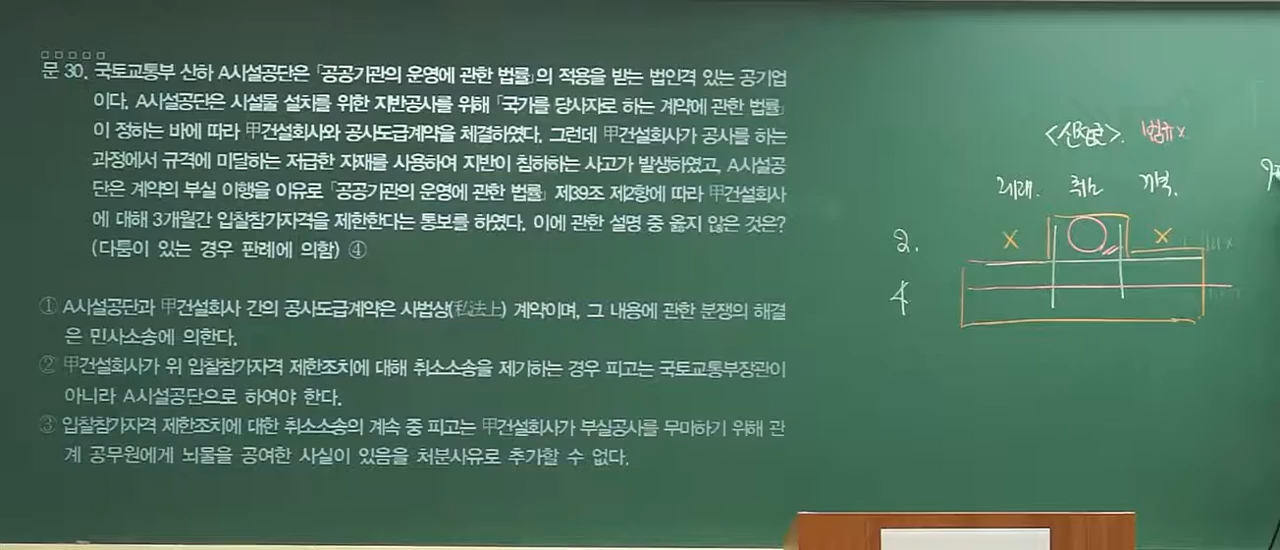 문 30. 국토교통부 산하 A시설공단은 「공공기관의 운영에 관한 법률」의 적용을 받는 법인격 있는 공기업
이다. A시설공단은 시설물 설치를 위한 지반공사를 위해 「국가를 당사자로 하는 계약에 관한 법률」
이 정하는 바에 따라 甲건설회사와 공사도급계약을 체결하였다. 그런데 甲건설회사가 공사를 하는
과정에서 규격에 미달하는 저급한 자재를 사용하여 지반이 침하하는 사고가 발생하였고, A시설공
단은 계약의 부실 이행을 이유로 「공공기관의 운영에 관한 법률」 제39조 제2항에 따라 甲건설회사
에 대해 3개월간 입찰참가자격을 제한한다는 통보를 하였다. 이에 관한 설명 중 옳지 않은 것은?
(다툼이 있는 경우 판례에 의함) ④
① A시설공단과 甲건설회사 간의 공사도급계약은 사법상(私法上) 계약이며, 그 내용에 관한 분쟁의 해결
은 민사소송에 의한다.
② 甲건설회사가 위 입찰참가자격 제한조치에 대해 취소소송을 제기하는 경우 피고는 국토교통부장관이
아니라 A시설공단으로 하여야 한다.
③ 입찰참가자격 제한조치에 대한 취소소송의 계속 중 피고는 甲건설회사가 부실공사를 무마하기 위해 관
계 공무원에게 뇌물을 공여한 사실이 있음을 처분사유로 추가할 수 없다.
법규 x
취소
2. x x
4